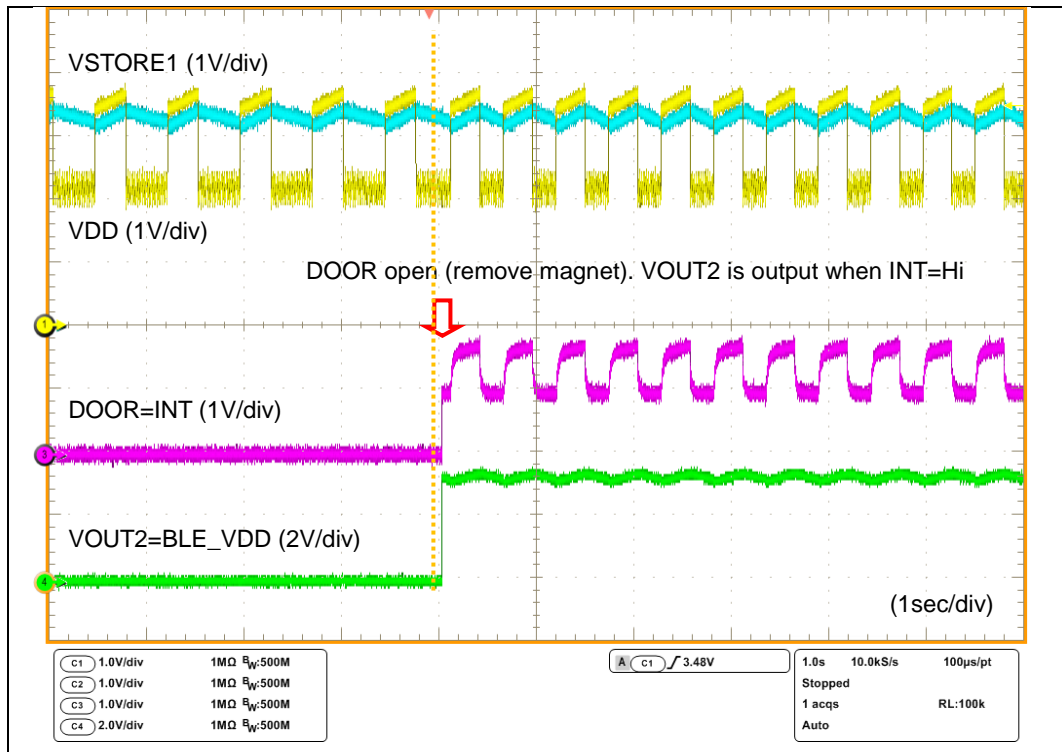 VSTORE1 (1V/div)
VDD (1V/div)
DOOR open (remove magnet). VOUT2 is output when INT=Hi
1
DOOR=INT (1V/div)
3
VOUT2=BLE_VDD (2V/div)
4
(1sec/div)
C1 1.0V/div 1MΩ BW:500M
C2 1.0V/div 1MΩ BW:500M
C3 1.0V/div 1MΩ BW:500M
C4 2.0V/div 1MΩ BW:500M
A C1 3.48V
1.0s 10.0kS/s 100µs/pt
Stopped
1 acqs RL:100k
Auto